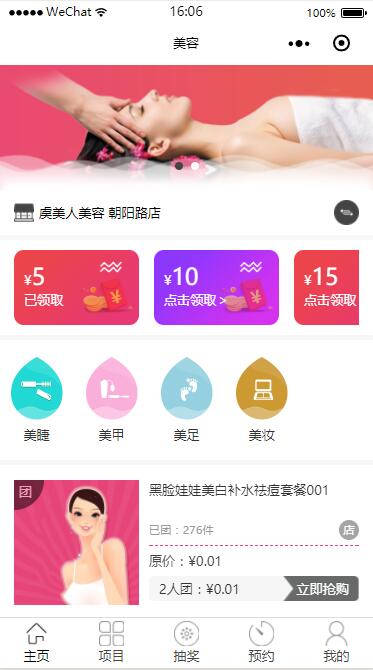 WeChat 16:06 100%
美容
虞美人美容 朝阳路店
¥5 ¥10 ¥15
已领取 点击领取 > 点击领取
美睫 美甲 美足 美妆
团
黑脸娃娃美白补水祛痘套餐001
已团：276件 店
原价：¥0.01
2人团：¥0.01 立即抢购
主页 项目 抽奖 预约 我的